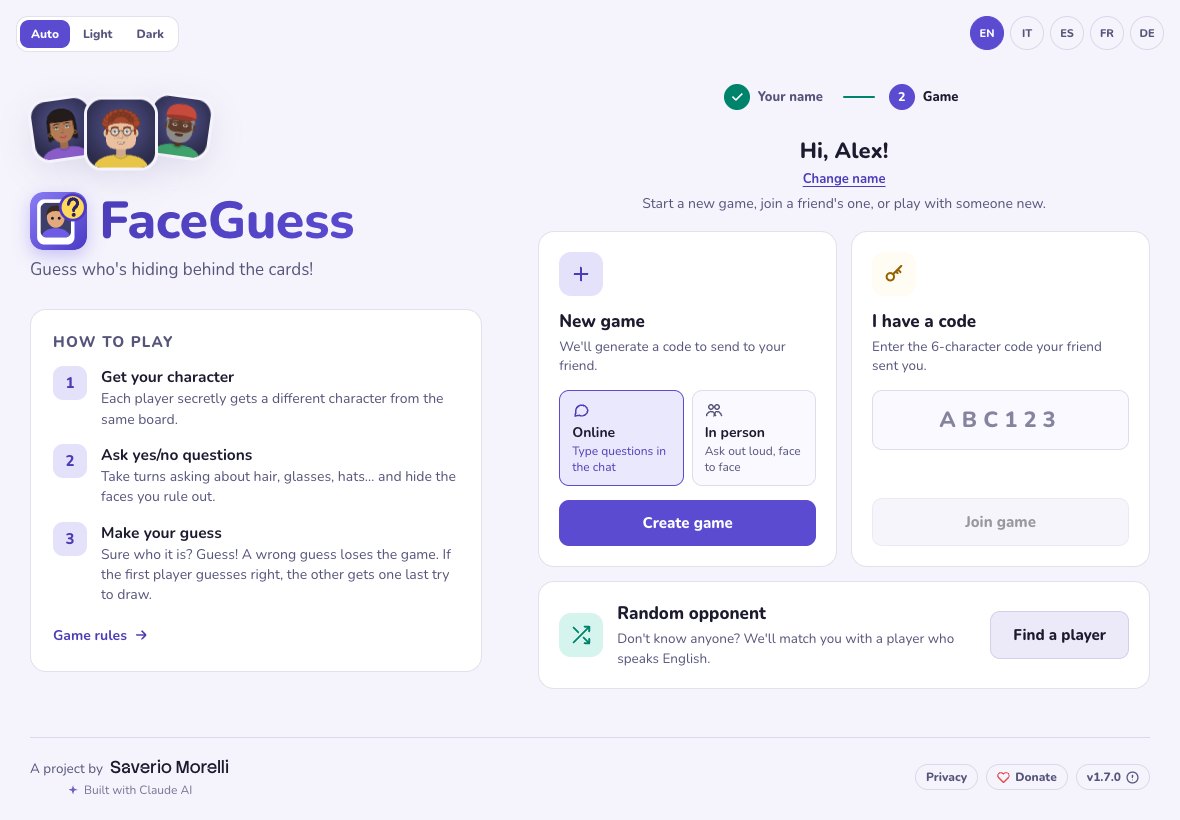 Auto Light Dark
EN IT ES FR DE
?
FaceGuess
Guess who's hiding behind the cards!
HOW TO PLAY
1 Get your character
Each player secretly gets a different character from the
same board.
2 Ask yes/no questions
Take turns asking about hair, glasses, hats... and hide the
faces you rule out.
3 Make your guess
Sure who it is? Guess! A wrong guess loses the game. If
the first player guesses right, the other gets one last try
to draw.
Game rules →
Your name 2 Game
Hi, Alex!
Change name
Start a new game, join a friend's one, or play with someone new.
New game
We'll generate a code to send to your
friend.
Online
Type questions in
the chat
In person
Ask out loud, face
to face
Create game
I have a code
Enter the 6-character code your friend
sent you.
ABC123
Join game
Random opponent
Don't know anyone? We'll match you with a player who
speaks English.
Find a player
A project by Saverio Morelli
Built with Claude AI
Privacy Donate v1.7.0